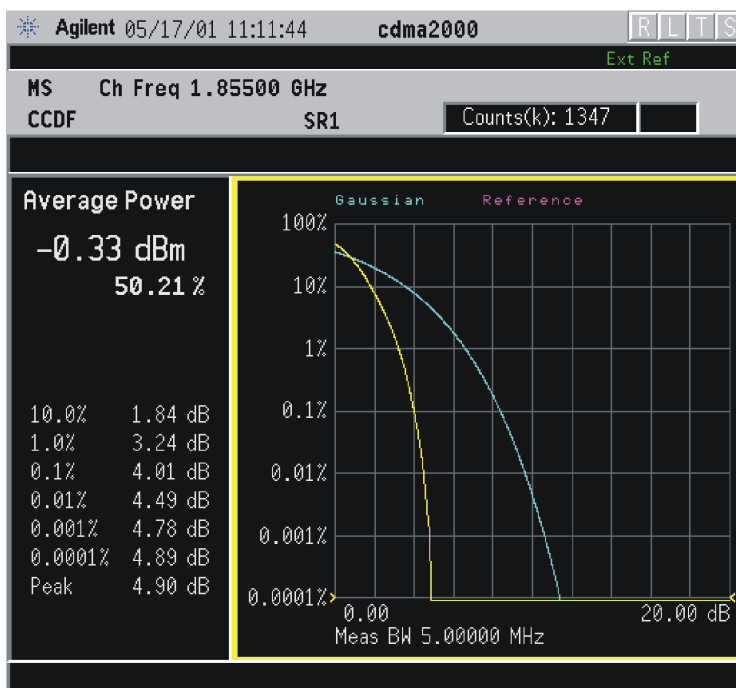 Agilent 05/17/01 11:11:44 cdma2000 R L T S
Ext Ref
MS Ch Freq 1.85500 GHz
CCDF SR1 Counts(k): 1347
Average Power
-0.33 dBm
50.21%
10.0% 1.84 dB
1.0% 3.24 dB
0.1% 4.01 dB
0.01% 4.49 dB
0.001% 4.78 dB
0.0001% 4.89 dB
Peak 4.90 dB
Gaussian Reference
100%
10%
1%
0.1%
0.01%
0.001%
0.0001%
0.00 20.00 dB
Meas BW 5.00000 MHz